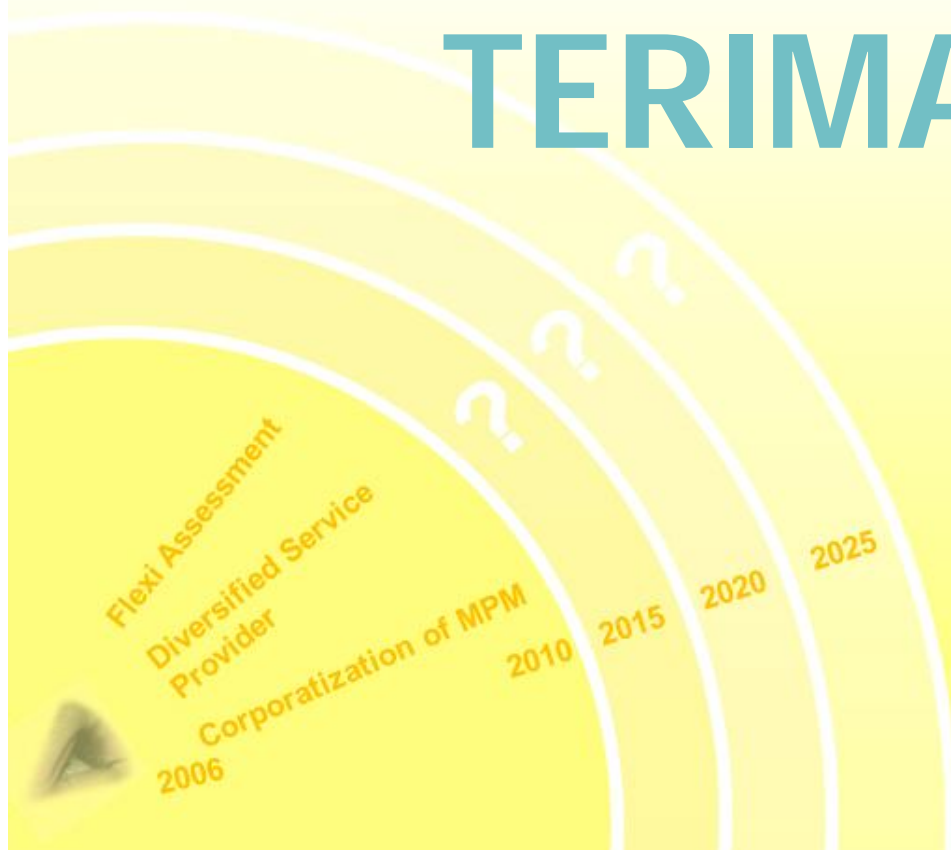 TERIMA
?
?
?
Flexi Assessment
Diversified Service
Provider
Corporatization of MPM
2006
2010
2015
2020
2025